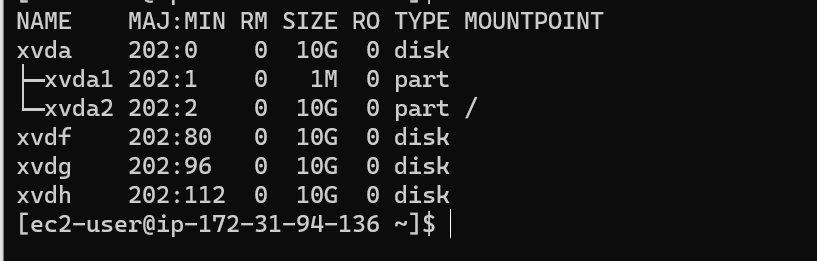 NAME    MAJ:MIN RM SIZE RO TYPE MOUNTPOINT
xvda    202:0    0  10G  0 disk
├─xvda1 202:1    0   1M  0 part
└─xvda2 202:2    0  10G  0 part /
xvdf    202:80   0  10G  0 disk
xvdg    202:96   0  10G  0 disk
xvdh    202:112  0  10G  0 disk
[ec2-user@ip-172-31-94-136 ~]$